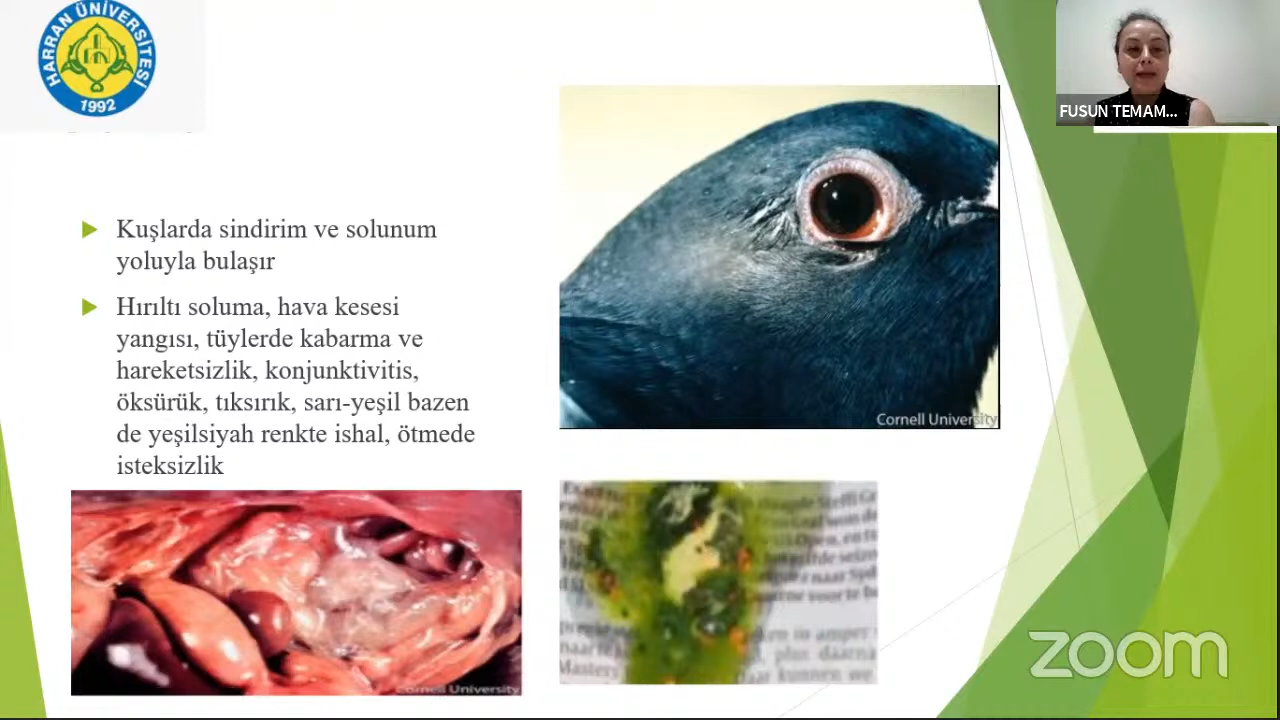 HARRAN ÜNİVERSİTESİ
1992
FUSUN TEMAM...
Kuşlarda sindirim ve solunum
yoluyla bulaşır
Hırıltı soluma, hava kesesi
yangısı, tüylerde kabarma ve
hareketsizlik, konjunktivitis,
öksürük, tıksırık, sarı-yeşil bazen
de yeşilsiyah renkte ishal, ötmede
isteksizlik
Cornell University
Cornell University
zoom